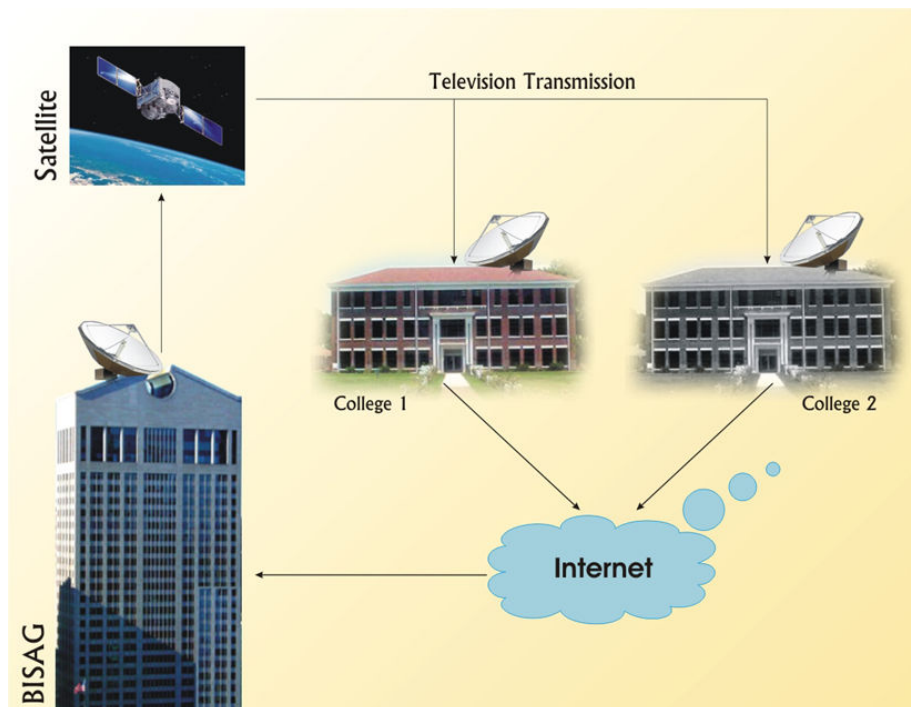 Satellite
Television Transmission
College 1
College 2
Internet
BISAG